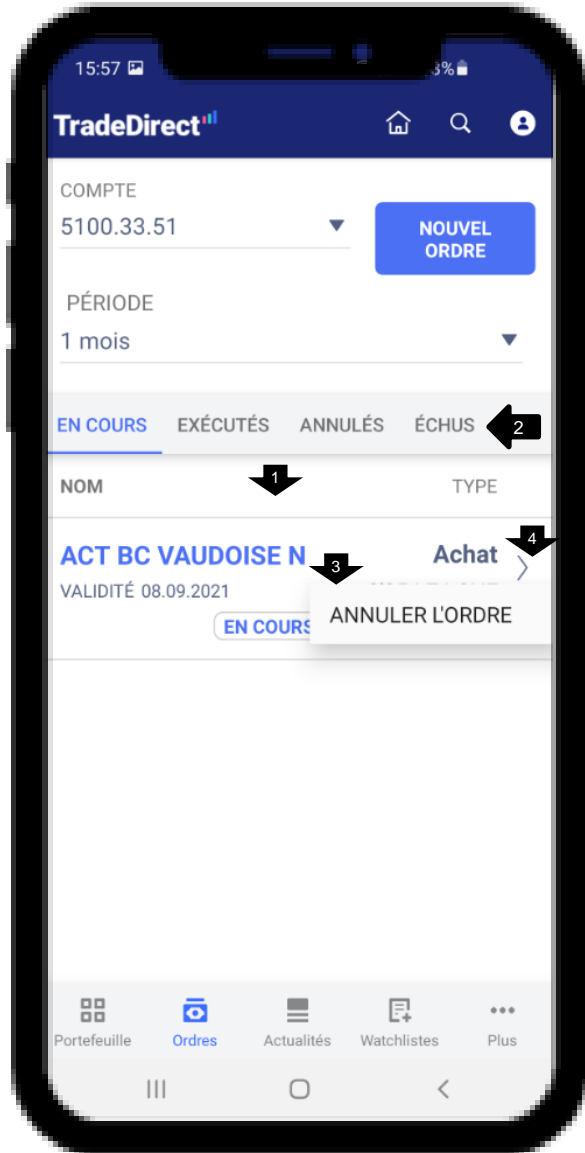 15:57
TradeDirect
COMPTE
5100.33.51
NOUVEL
ORDRE
PÉRIODE
1 mois
EN COURS EXÉCUTÉS ANNULÉS ÉCHUS 2
1
NOM TYPE
4
ACT BC VAUDOISE N Achat
3
VALIDITÉ 08.09.2021
ANNULER L'ORDRE
EN COURS
Portefeuille Ordres Actualités Watchlistes Plus